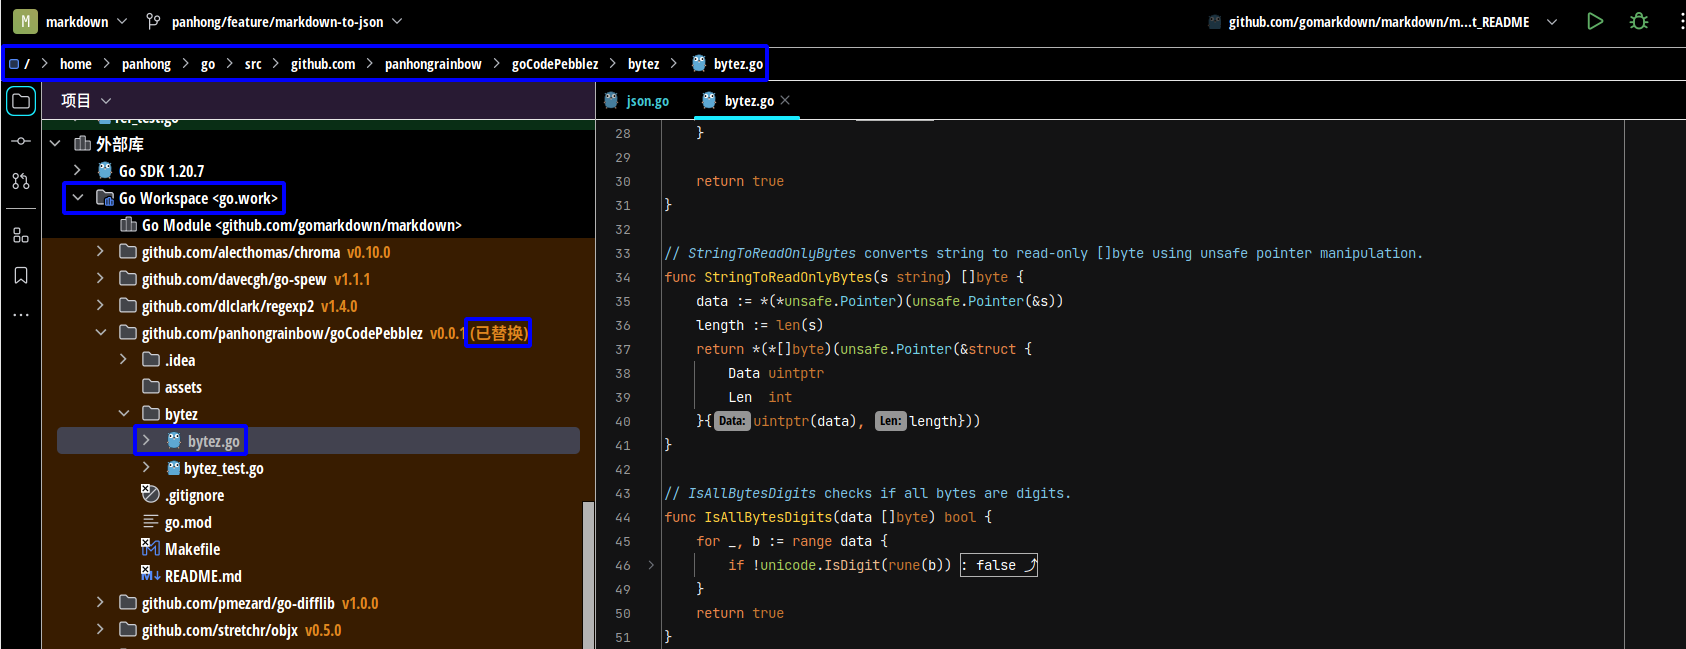 M markdown panhong/feature/markdown-to-json github.com/gomarkdown/markdown/m...t_README
/ > home > panhong > go > src > github.com > panhongrainbow > goCodePebblez > bytez > bytez.go
项目
json.go bytez.go
外部库
Go SDK 1.20.7
Go Workspace <go.work>
Go Module <github.com/gomarkdown/markdown>
github.com/alecthomas/chroma v0.10.0
github.com/davecgh/go-spew v1.1.1
github.com/dlclark/regexp2 v1.4.0
github.com/panhongrainbow/goCodePebblez v0.0.1 (已替换)
.idea
assets
bytez
bytez.go
bytez_test.go
.gitignore
go.mod
Makefile
README.md
github.com/pmezard/go-difflib v1.0.0
github.com/stretchr/objx v0.5.0
28 }
29
30 return true
31 }
32
33 // StringToReadOnlyBytes converts string to read-only []byte using unsafe pointer manipulation.
34 func StringToReadOnlyBytes(s string) []byte {
35 data := *(*unsafe.Pointer)(unsafe.Pointer(&s))
36 length := len(s)
37 return *(*[]byte)(unsafe.Pointer(&struct {
38 Data uintptr
39 Len int
40 }{ Data: uintptr(data), Len: length}))
41 }
42
43 // IsAllBytesDigits checks if all bytes are digits.
44 func IsAllBytesDigits(data []byte) bool {
45 for _, b := range data {
46 if !unicode.IsDigit(rune(b)) : false
49 }
50 return true
51 }